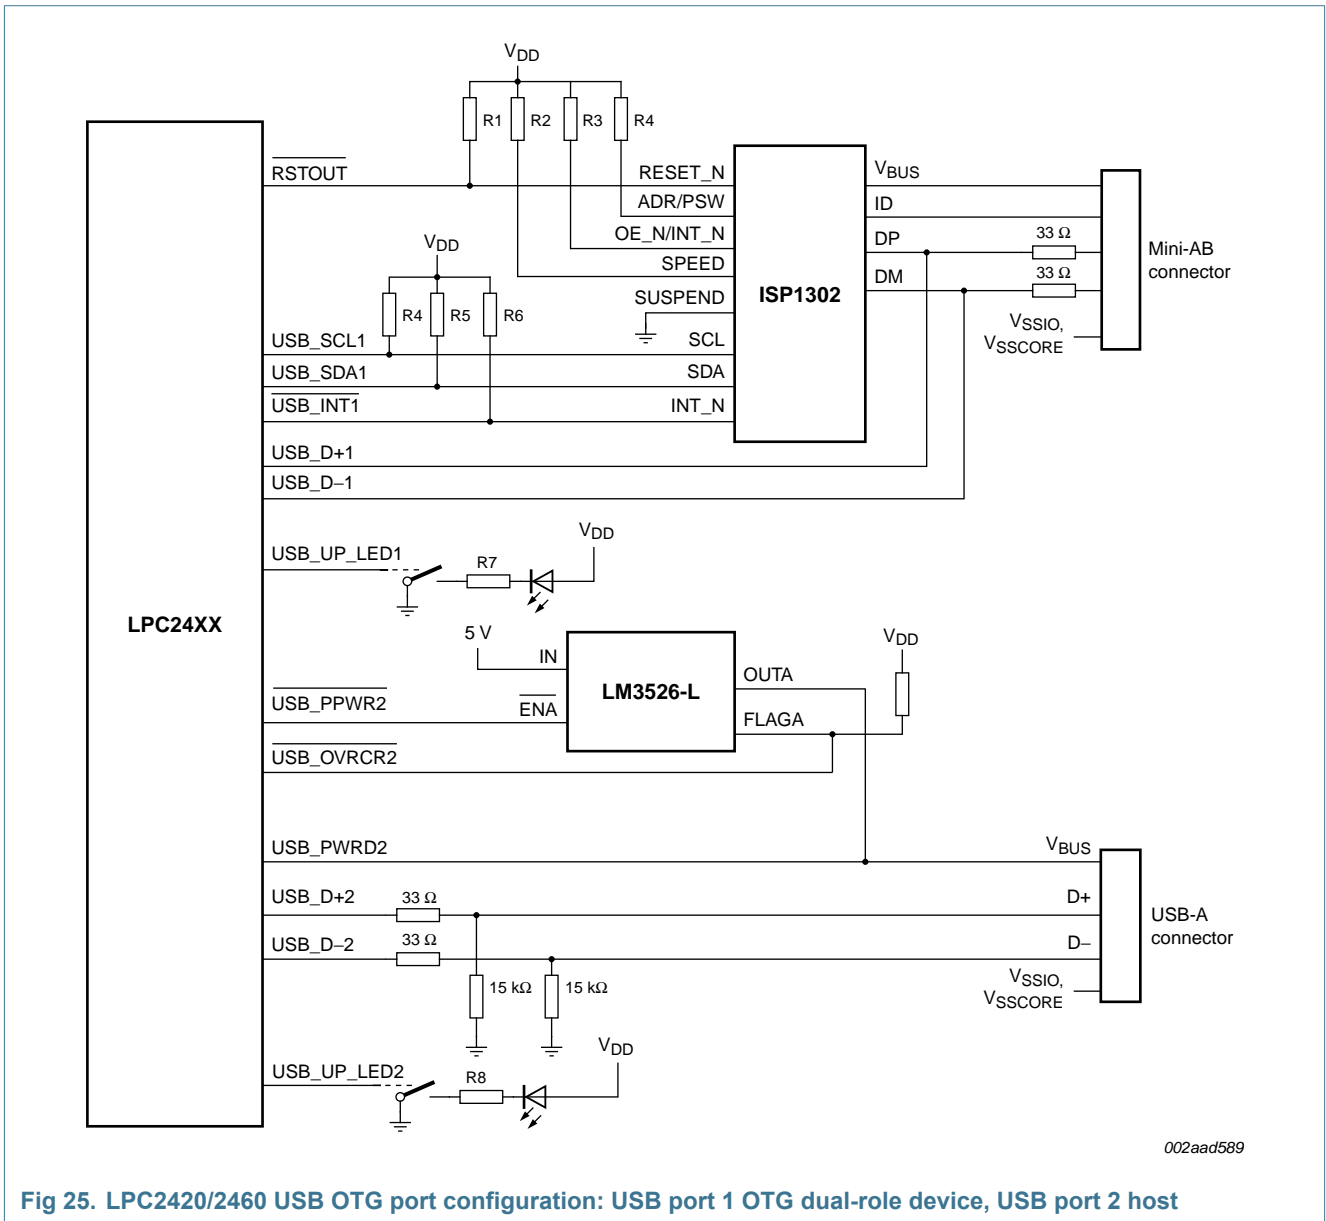 VDD
R1 R2 R3 R4
RSTOUT
RESET_N
ADR/PSW
OE_N/INT_N
SPEED
SUSPEND
SCL
SDA
INT_N
ISP1302
VBUS
ID
DP
DM
33 Ω
33 Ω
Mini-AB
connector
VSSIO,
VSSCORE
VDD
R4 R5 R6
USB_SCL1
USB_SDA1
USB_INT1
USB_D+1
USB_D−1
USB_UP_LED1
R7
VDD
LPC24XX
5 V
IN
ENA
LM3526-L
OUTA
FLAGA
VDD
USB_PPWR2
USB_OVRCR2
USB_PWRD2
USB_D+2
33 Ω
USB_D−2
33 Ω
15 kΩ
15 kΩ
VBUS
D+
D−
USB-A
connector
VSSIO,
VSSCORE
USB_UP_LED2
R8
VDD
002aad589
Fig 25. LPC2420/2460 USB OTG port configuration: USB port 1 OTG dual-role device, USB port 2 host